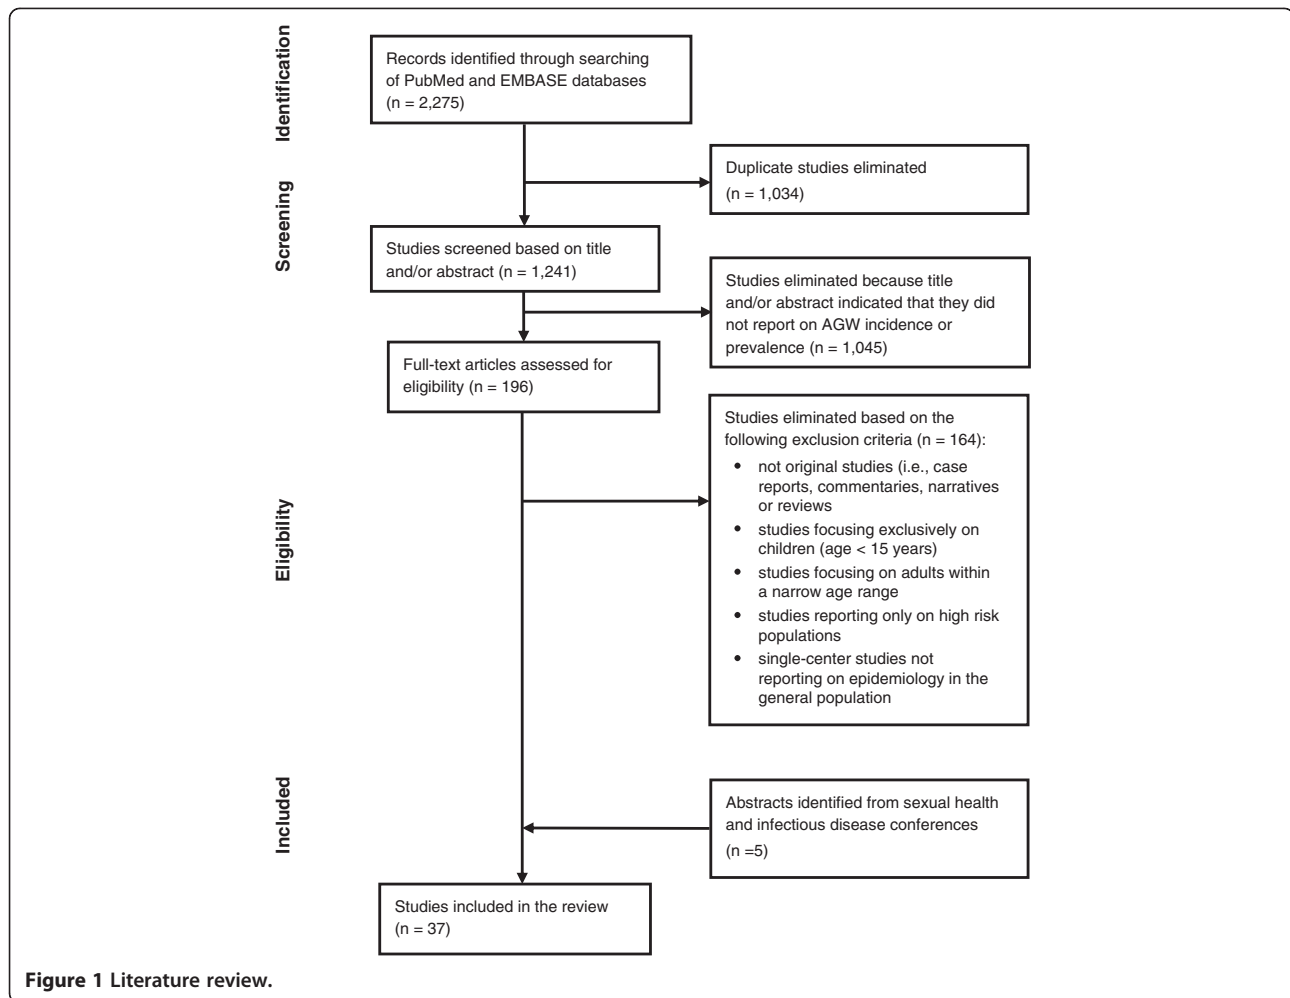 Identification
Records identified through searching
of PubMed and EMBASE databases
(n = 2,275)
Duplicate studies eliminated
(n = 1,034)
Screening
Studies screened based on title
and/or abstract (n = 1,241)
Studies eliminated because title
and/or abstract indicated that they did
not report on AGW incidence or
prevalence (n = 1,045)
Full-text articles assessed for
eligibility (n = 196)
Eligibility
Studies eliminated based on the
following exclusion criteria (n = 164):
• not original studies (i.e., case
reports, commentaries, narratives
or reviews
• studies focusing exclusively on
children (age < 15 years)
• studies focusing on adults within
a narrow age range
• studies reporting only on high risk
populations
• single-center studies not
reporting on epidemiology in the
general population
Included
Abstracts identified from sexual health
and infectious disease conferences
(n =5)
Studies included in the review
(n = 37)
Figure 1 Literature review.